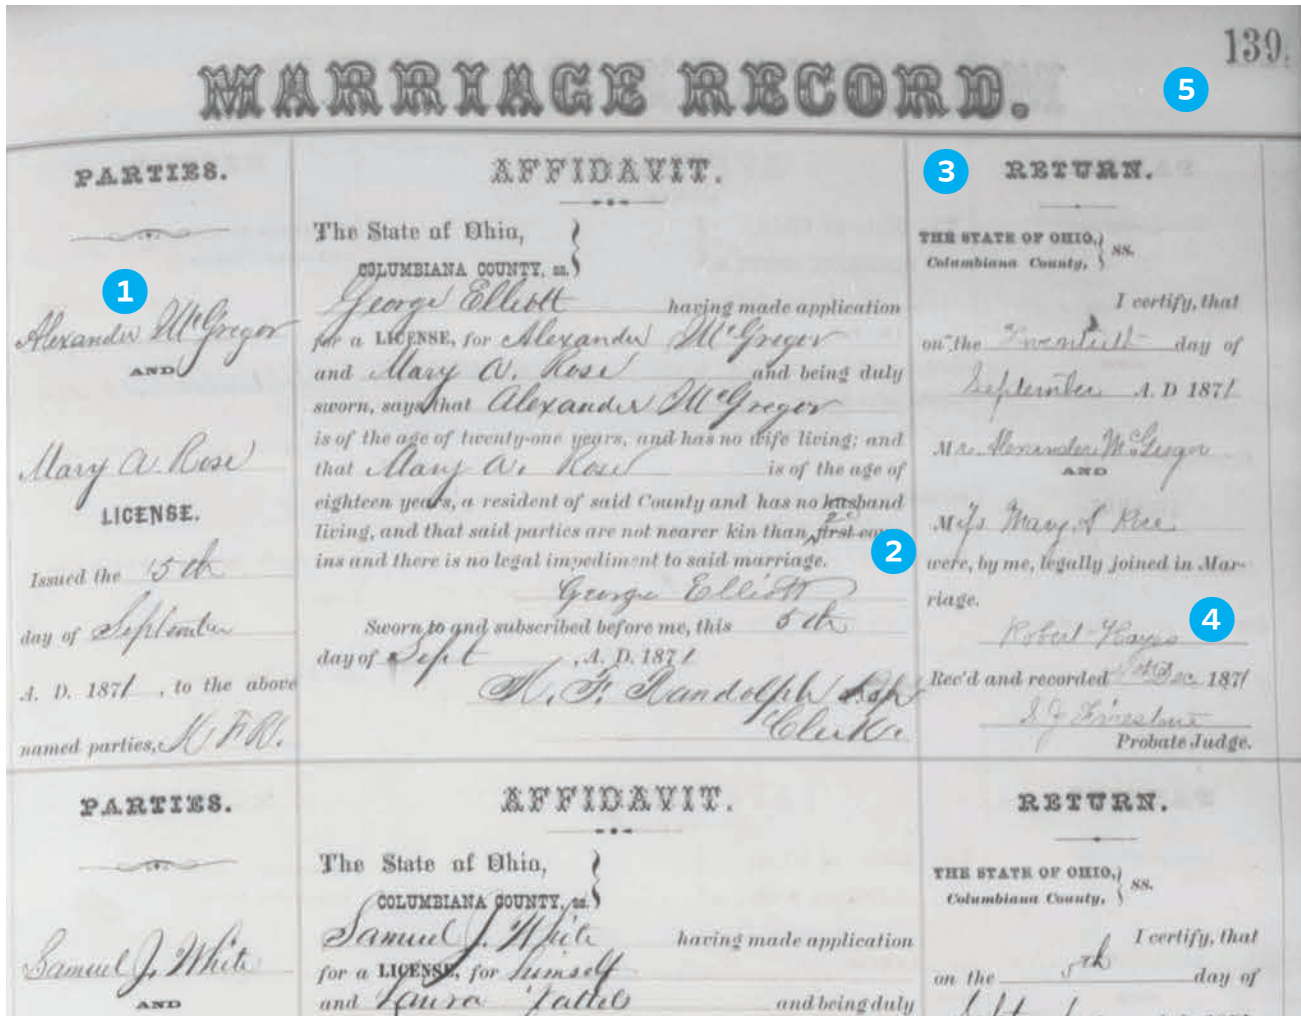 139.
MARRIAGE RECORD.
5
PARTIES.
1
Alexander McGregor
AND
Mary A. Rose
LICENSE.
Issued the 5th
day of September
A. D. 1871, to the above
named parties,
AFFIDAVIT.
The State of Ohio,
COLUMBIANA COUNTY, ss.
George Elliott having made application
for a LICENSE, for Alexander McGregor
and Mary A. Rose and being duly
sworn, says that Alexander McGregor
is of the age of twenty-one years, and has no wife living; and
that Mary A. Rose is of the age of
eighteen years, a resident of said County and has no husband
living, and that said parties are not nearer kin than first
2
ins and there is no legal impediment to said marriage.
George Elliott
Sworn to and subscribed before me, this 5th
day of Sept, A. D. 1871
Randolph
Clerk.
3
RETURN.
THE STATE OF OHIO,
Columbiana County, ss.
I certify, that
on the Twentieth day of
September A. D 1871
Mr. Alexander McGregor
AND
Miss Mary A
were, by me, legally joined in Mar-
riage.
4
Robert Hayes
Rec'd and recorded Dec 1871
Firestone
Probate Judge.
PARTIES.
Samuel J. White
AND
AFFIDAVIT.
The State of Ohio,
COLUMBIANA COUNTY, ss.
Samuel J. White having made application
for a LICENSE, for himself
and Laura and being duly
RETURN.
THE STATE OF OHIO,
Columbiana County, ss.
I certify, that
on the 5th day of